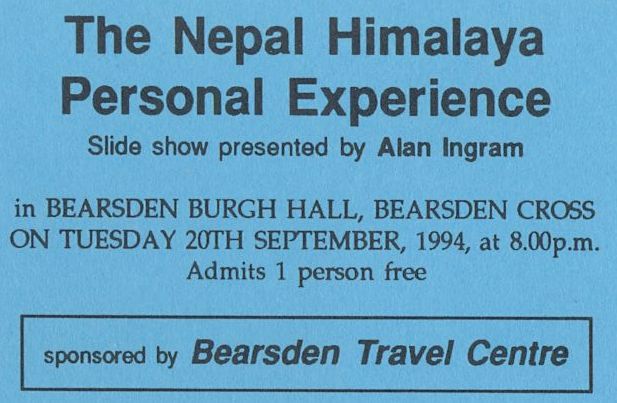 The Nepal Himalaya
Personal Experience
Slide show presented by Alan Ingram
in BEARSDEN BURGH HALL, BEARSDEN CROSS
ON TUESDAY 20TH SEPTEMBER, 1994, at 8.00p.m.
Admits 1 person free
sponsored by Bearsden Travel Centre